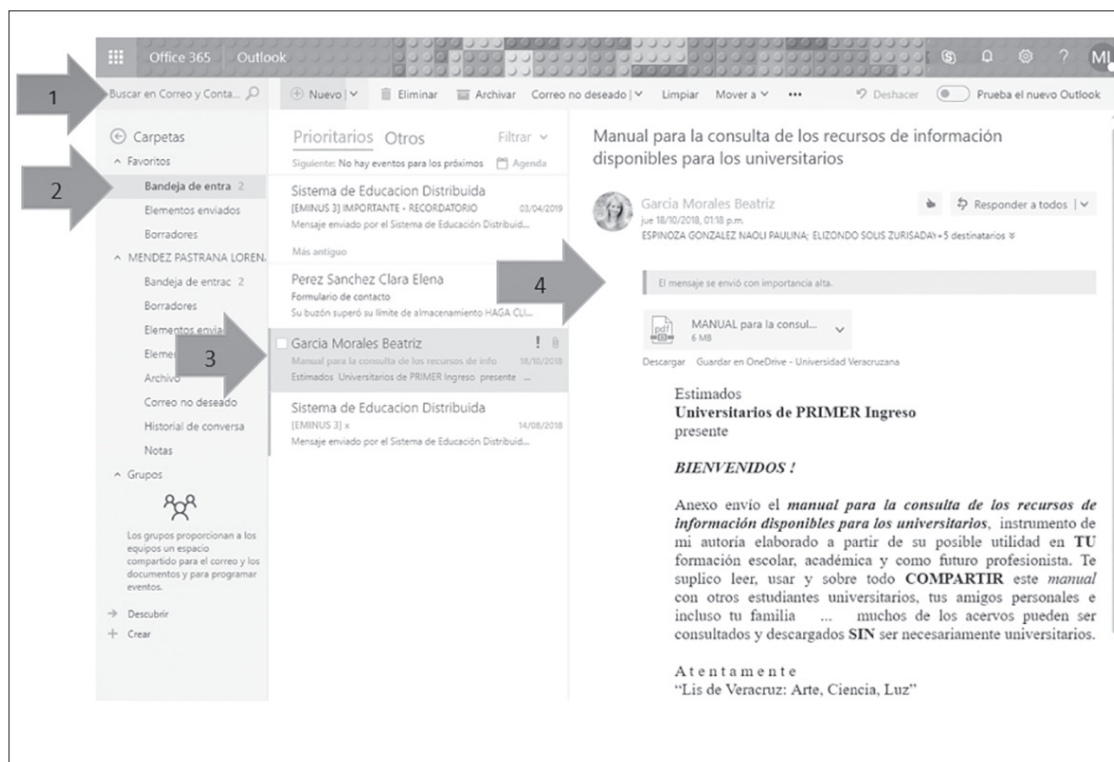 Office 365 Outlook
?
ML
1
Buscar en Correo y Conta...
Nuevo
Eliminar
Archivar
Correo no deseado
Limpiar
Mover a
...
Deshacer
Prueba el nuevo Outlook
Carpetas
Favoritos
2
Bandeja de entra 2
Elementos enviados
Borradores
MENDEZ PASTRANA LOREN
Bandeja de entrac 2
Borradores
Elementos envia
Eleme
Archivo
Correo no deseado
Historial de conversa
Notas
Grupos
Los grupos proporcionan a los
equipos un espacio
compartido para el correo y los
documentos y para programar
eventos.
Descubrir
Crear
Prioritarios Otros Filtrar
Siguiente: No hay eventos para los próximos Agenda
Sistema de Educacion Distribuida
[EMINUS 3] IMPORTANTE - RECORDATORIO 03/04/2019
Mensaje enviado por el Sistema de Educación Distribuid...
Más antiguo
Perez Sanchez Clara Elena
Formulario de contacto
Su buzón superó su límite de almacenamiento HAGA CLI...
3
Garcia Morales Beatriz !
Manual para la consulta de los recursos de info 18/10/2018
Estimados Universitarios de PRIMER Ingreso presente ...
Sistema de Educacion Distribuida
[EMINUS 3] x 14/08/2018
Mensaje enviado por el Sistema de Educación Distribuid...
Manual para la consulta de los recursos de información
disponibles para los universitarios
Garcia Morales Beatriz
Responder a todos
jue 18/10/2018, 01:18 p.m.
ESPINOZA GONZALEZ NAOLI PAULINA; ELIZONDO SOUS ZURISADAY +5 destinatarios
4
El mensaje se envió con importancia alta.
pdf
MANUAL para la consul...
6 MB
Descargar Guardar en OneDrive - Universidad Veracruzana
Estimados
Universitarios de PRIMER Ingreso
presente
BIENVENIDOS !
Anexo envío el manual para la consulta de los recursos de
información disponibles para los universitarios, instrumento de
mi autoría elaborado a partir de su posible utilidad en TU
formación escolar, académica y como futuro profesionista. Te
suplico leer, usar y sobre todo COMPARTIR este manual
con otros estudiantes universitarios, tus amigos personales e
incluso tu familia ... muchos de los acervos pueden ser
consultados y descargados SIN ser necesariamente universitarios.
A t e n t a m e n t e
“Lis de Veracruz: Arte, Ciencia, Luz”